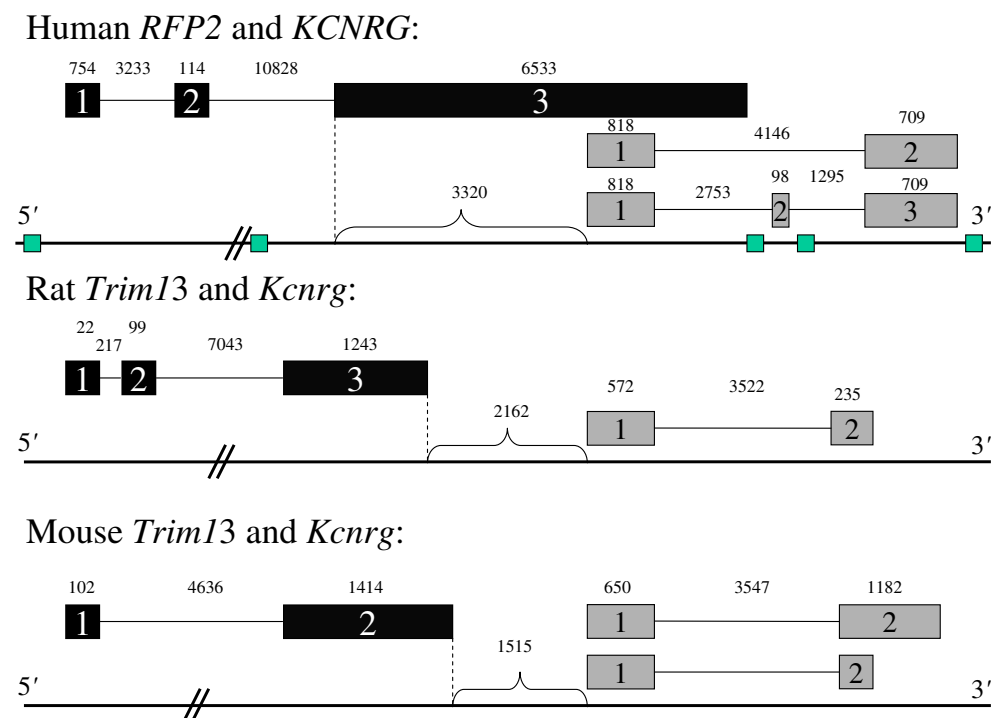 Human RFP2 and KCNRG:
754 3233 114 10828 6533
1 2 3
818 4146 709
1 2
818 2753 98 1295 709
1 2 3
3320
5′ 3′
Rat Trim13 and Kcnrg:
22 217 99 7043 1243
1 2 3
572 3522 235
1 2
2162
5′ 3′
Mouse Trim13 and Kcnrg:
102 4636 1414 650 3547 1182
1 2 1 2
1515
1 2
5′ 3′